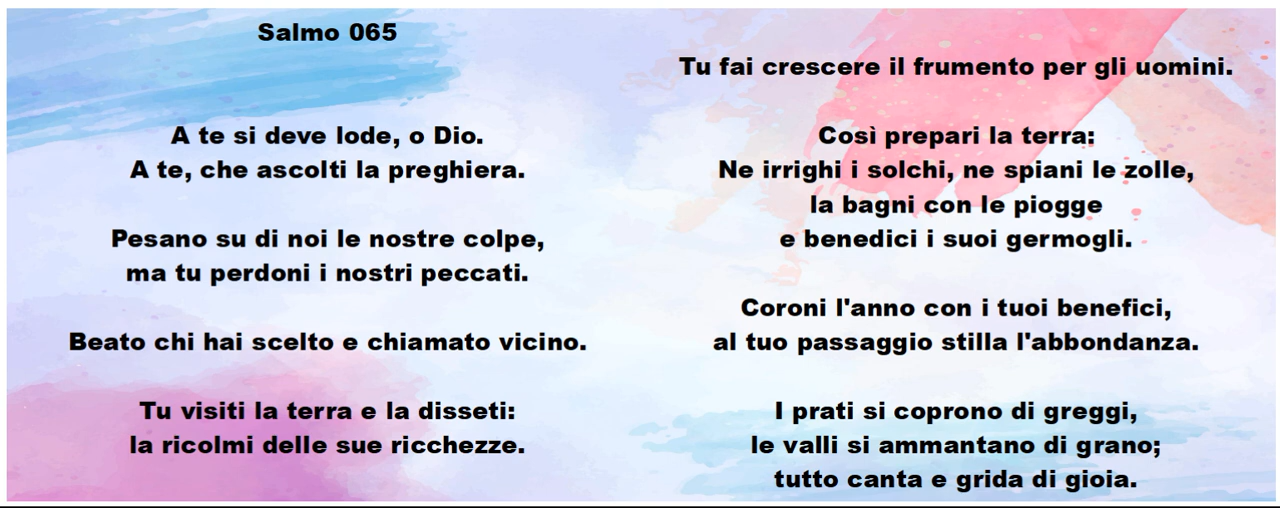 Salmo 065
A te si deve lode, o Dio.
A te, che ascolti la preghiera.
Pesano su di noi le nostre colpe,
ma tu perdoni i nostri peccati.
Beato chi hai scelto e chiamato vicino.
Tu visiti la terra e la disseti:
la ricolmi delle sue ricchezze.
Tu fai crescere il frumento per gli uomini.
Così prepari la terra:
Ne irrighi i solchi, ne spiani le zolle,
la bagni con le piogge
e benedici i suoi germogli.
Coroni l'anno con i tuoi benefici,
al tuo passaggio stilla l'abbondanza.
I prati si coprono di greggi,
le valli si ammantano di grano;
tutto canta e grida di gioia.